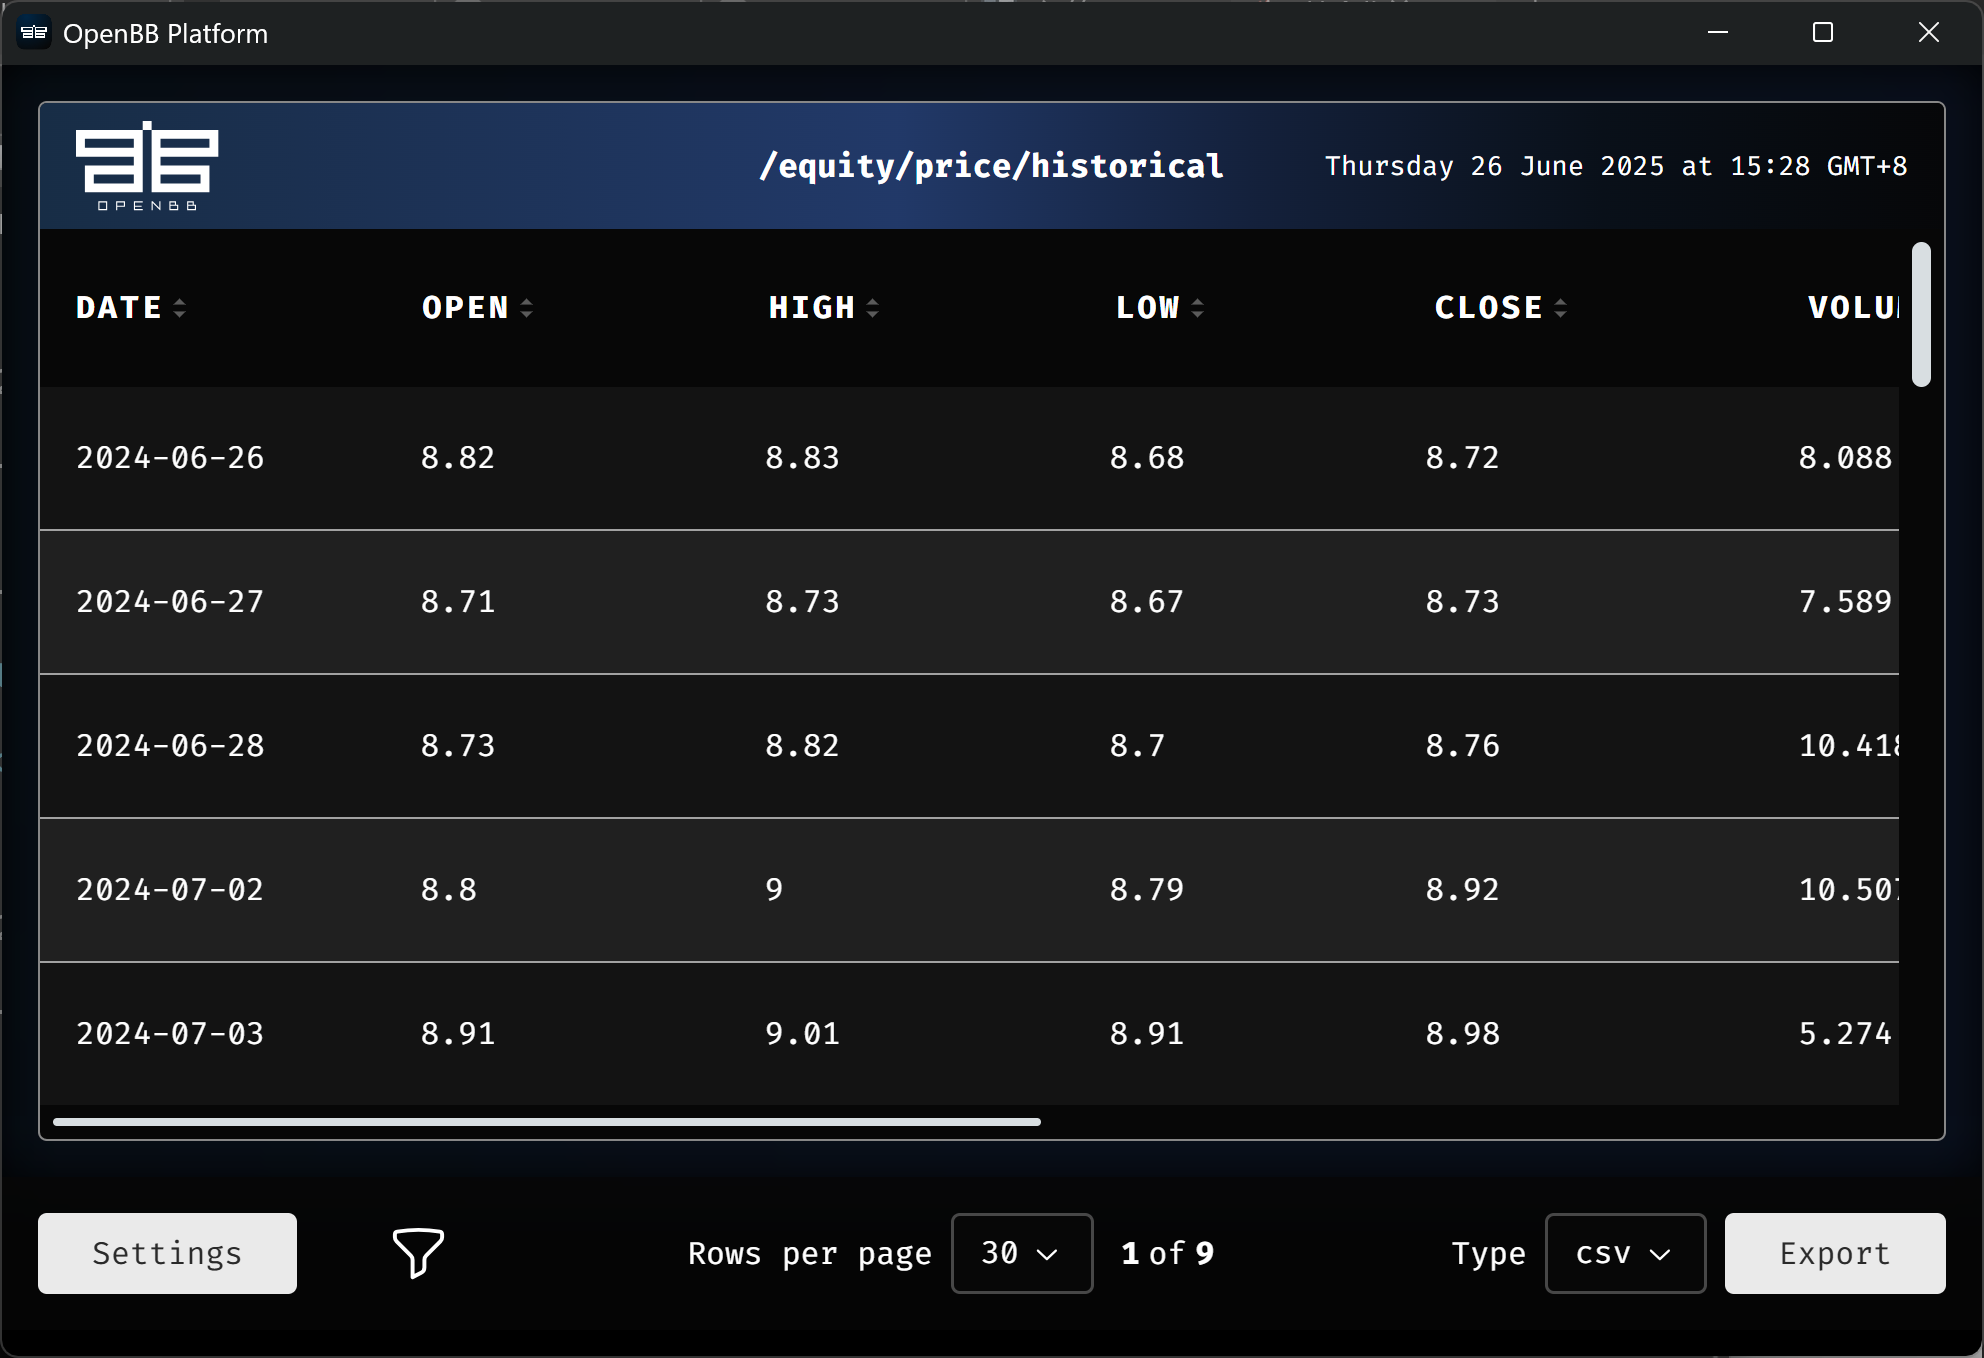 OpenBB Platform
OPENBB
/equity/price/historical Thursday 26 June 2025 at 15:28 GMT+8
DATE OPEN HIGH LOW CLOSE
2024-06-26 8.82 8.83 8.68 8.72 8.088
2024-06-27 8.71 8.73 8.67 8.73 7.589
2024-06-28 8.73 8.82 8.7 8.76 10.418
2024-07-02 8.8 9 8.79 8.92 10.507
2024-07-03 8.91 9.01 8.91 8.98 5.274
Settings Rows per page 30 1 of 9 Type csv Export